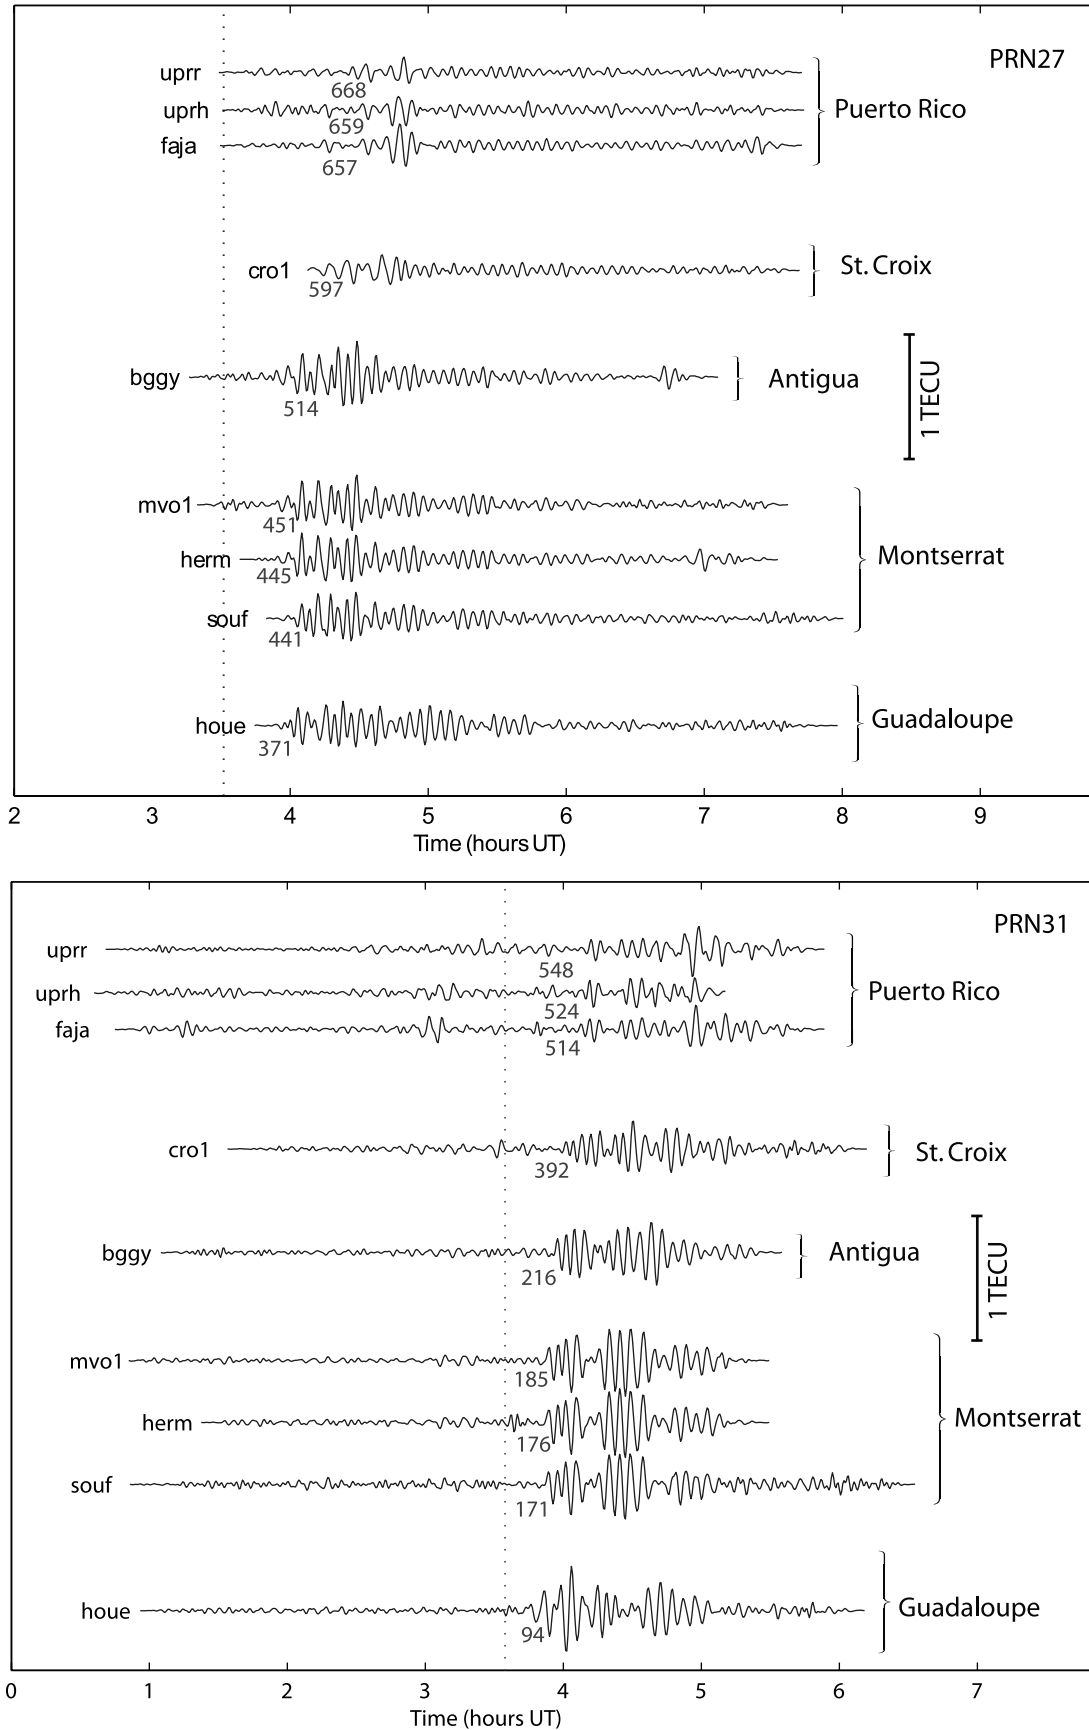 PRN27
uprr
668
uprh
659
Puerto Rico
faja
657
cro1
597
St. Croix
bggy
514
Antigua
1 TECU
mvo1
451
herm
445
Montserrat
souf
441
houe
371
Guadaloupe
2 3 4 5 6 7 8 9
Time (hours UT)
PRN31
uprr
548
uprh
524
Puerto Rico
faja
514
cro1
392
St. Croix
bggy
216
Antigua
1 TECU
mvo1
185
herm
176
Montserrat
souf
171
houe
94
Guadaloupe
0 1 2 3 4 5 6 7
Time (hours UT)